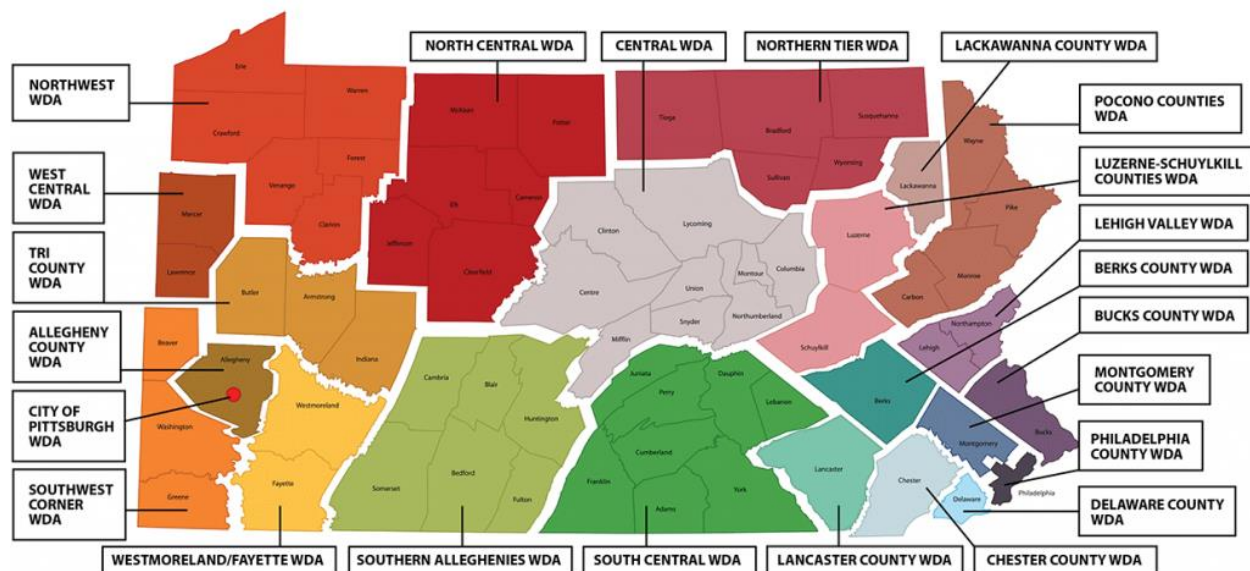 NORTH CENTRAL WDA
CENTRAL WDA
NORTHERN TIER WDA
LACKAWANNA COUNTY WDA
NORTHWEST
WDA
POCONO COUNTIES
WDA
WEST
CENTRAL
WDA
LUZERNE-SCHUYLKILL
COUNTIES WDA
TRI
COUNTY
WDA
LEHIGH VALLEY WDA
BERKS COUNTY WDA
BUCKS COUNTY WDA
ALLEGHENY
COUNTY
WDA
MONTGOMERY
COUNTY WDA
CITY OF
PITTSBURGH
WDA
PHILADELPHIA
COUNTY WDA
SOUTHWEST
CORNER
WDA
DELAWARE COUNTY
WDA
WESTMORELAND/FAYETTE WDA
SOUTHERN ALLEGHENIES WDA
SOUTH CENTRAL WDA
LANCASTER COUNTY WDA
CHESTER COUNTY WDA
Erie
Warren
Crawford
Forest
Venango
Clarion
Mercer
Lawrence
McKean
Potter
Elk
Cameron
Jefferson
Clearfield
Tioga
Bradford
Susquehanna
Sullivan
Wyoming
Lackawanna
Wayne
Pike
Monroe
Carbon
Luzerne
Schuylkill
Clinton
Lycoming
Centre
Union
Montour
Columbia
Snyder
Northumberland
Mifflin
Butler
Armstrong
Indiana
Beaver
Allegheny
Washington
Greene
Westmoreland
Fayette
Cambria
Blair
Huntington
Somerset
Bedford
Fulton
Juniata
Perry
Dauphin
Lebanon
Cumberland
Franklin
Adams
York
Lancaster
Berks
Northampton
Lehigh
Bucks
Montgomery
Chester
Delaware
Philadelphia